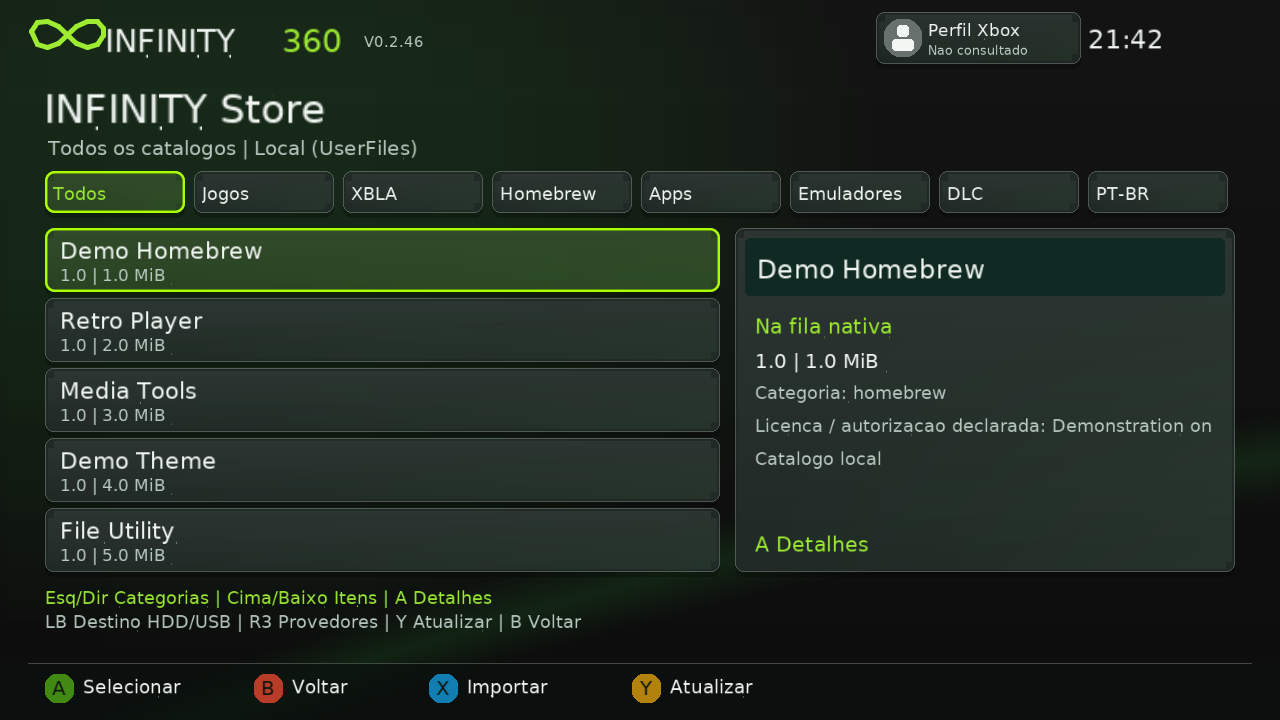 INFINITY 360 V0.2.46
Perfil Xbox
Nao consultado
21:42
INFINITY Store
Todos os catalogos | Local (UserFiles)
Todos Jogos XBLA Homebrew Apps Emuladores DLC PT-BR
Demo Homebrew
1.0 | 1.0 MiB
Retro Player
1.0 | 2.0 MiB
Media Tools
1.0 | 3.0 MiB
Demo Theme
1.0 | 4.0 MiB
File Utility
1.0 | 5.0 MiB
Demo Homebrew
Na fila nativa
1.0 | 1.0 MiB
Categoria: homebrew
Licenca / autorizacao declarada: Demonstration on
Catalogo local
A Detalhes
Esq/Dir Categorias | Cima/Baixo Itens | A Detalhes
LB Destino HDD/USB | R3 Provedores | Y Atualizar | B Voltar
A Selecionar B Voltar X Importar Y Atualizar